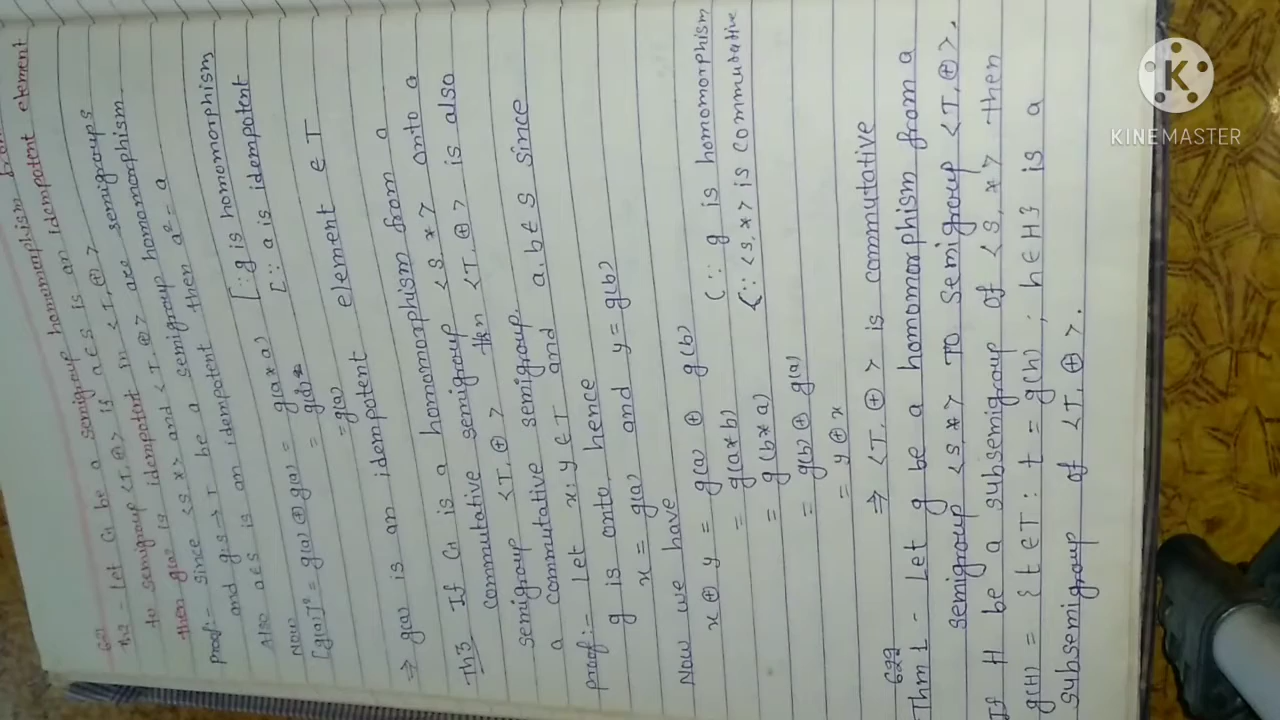 homomorphism from
Th2 - Let G be a semigroup homomorphism
to semigroup <T, ⊕> is a ∈ S is an idempotent element
then g(a) is idempotent in <T, ⊕>
Proof:- since <S *> and <T, ⊕> are semigroups
and g:S→T be a semigroup homomorphism
Also a∈S is an idempotent then a² = a
Now
[g(a)]² = g(a) ⊕ g(a) = g(a*a) [∵ g is homomorphism
= g(a) [∵ a is idempotent
= g(a)
⇒ g(a) is an idempotent element ∈ T
Th3 If G is a homomorphism from a
commutative semigroup <S *> onto a
semigroup <T, ⊕> then <T, ⊕> is also
a commutative semigroup.
proof:- Let x, y ∈ T and a, b ∈ S since
g is onto, hence
x = g(a) and y = g(b)
Now we have
x ⊕ y = g(a) ⊕ g(b)
= g(a*b) (∵ g is homomorphism
= g(b*a) (∵ <S, *> is commutative
= g(b) ⊕ g(a)
= y ⊕ x
⇒ <T, ⊕> is commutative
Thm 1 - Let g be a homomorphism from a
semigroup <S, *> TO semigroup <T, ⊕>.
If H be a subsemigroup of <S, *> then
g(H) = {t∈T : t = g(h) ; h∈H} is a
subsemigroup of <T, ⊕>.
K
KINEMASTER